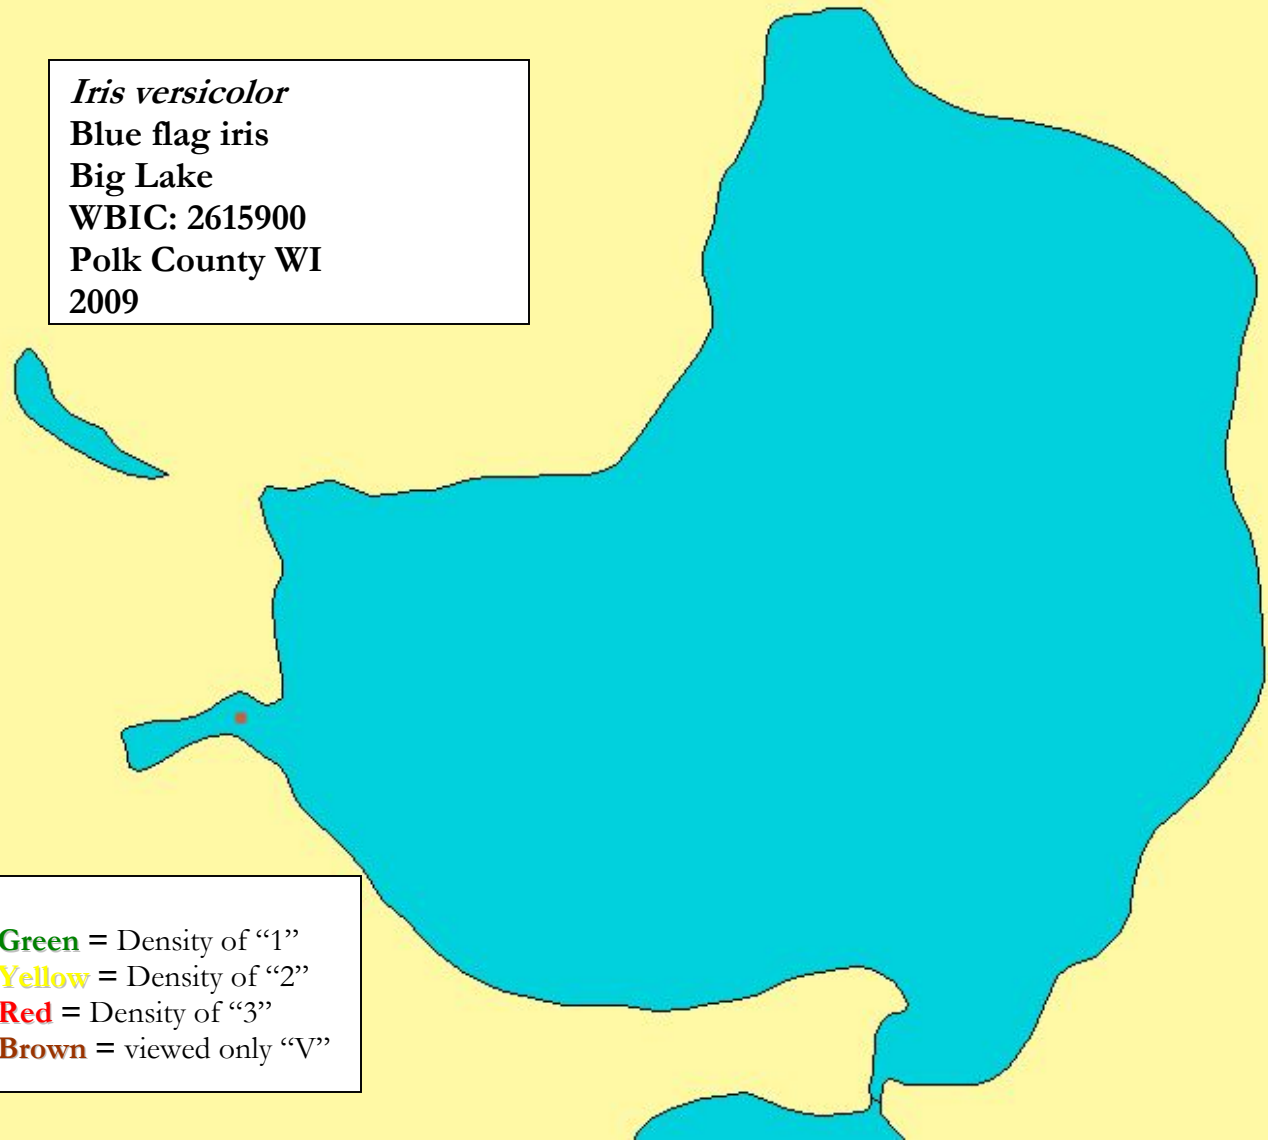 Iris versicolor
Blue flag iris
Big Lake
WBIC: 2615900
Polk County WI
2009
Green = Density of “1”
Yellow = Density of “2”
Red = Density of “3”
Brown = viewed only “V”